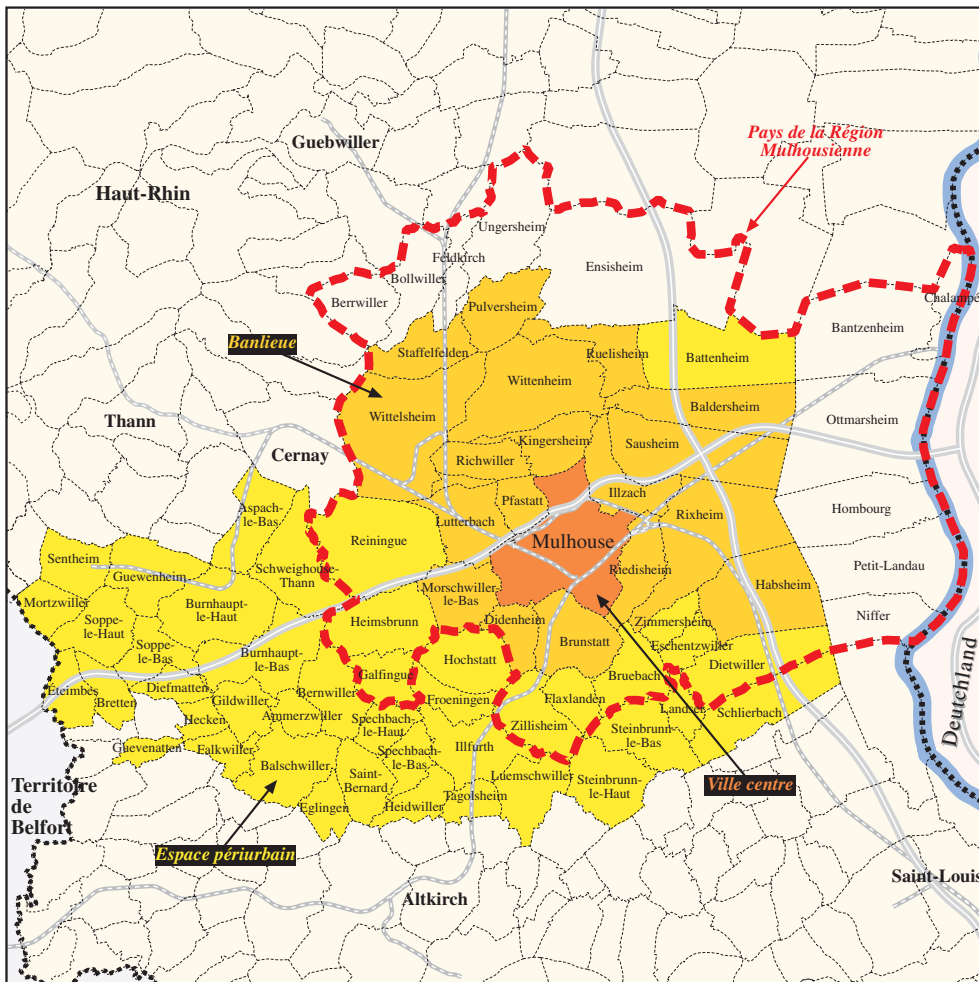 Guebwiller
Pays de la Région
Mulhousienne
Haut-Rhin
Ungersheim
Feldkirch
Ensisheim
Bollwiller
Berrwiller
Chalampé
Pulversheim
Bantzenheim
Banlieue
Staffelfelden
Ruelisheim
Battenheim
Wittenheim
Baldersheim
Wittelsheim
Ottmarsheim
Thann
Kingersheim
Sausheim
Cernay
Richwiller
Pfastatt
Illzach
Aspach-
le-Bas
Lutterbach
Rixheim
Hombourg
Reiningue
Mulhouse
Sentheim
Schweighouse-
Thann
Riedisheim
Petit-Landau
Guewenheim
Habsheim
Morschwiller-
le-Bas
Mortzwiller
Burnhaupt-
le-Haut
Soppe-
le-Haut
Heimsbrunn
Didenheim
Zimmersheim
Niffer
Soppe-
le-Bas
Brunstatt
Eschentzwiller
Burnhaupt-
le-Bas
Hochstatt
Dietwiller
Galfingue
Bruebach
Eteimbes
Diefmatten
Bernwiller
Bretten
Gildwiller
Froeningen
Flaxlanden
Landser
Schlierbach
Hecken
Ammerzwiller
Spechbach-
le-Haut
Zillisheim
Steinbrunn-
le-Bas
Guevenatten
Falkwiller
Illfurth
Spechbach-
le-Bas
Balschwiller
Luemschwiller
Saint-
Bernard
Steinbrunn-
le-Haut
Ville centre
Deutchland
Territoire
de
Belfort
Tagolsheim
Eglingen
Heidwiller
Espace périurbain
Saint-Louis
Altkirch